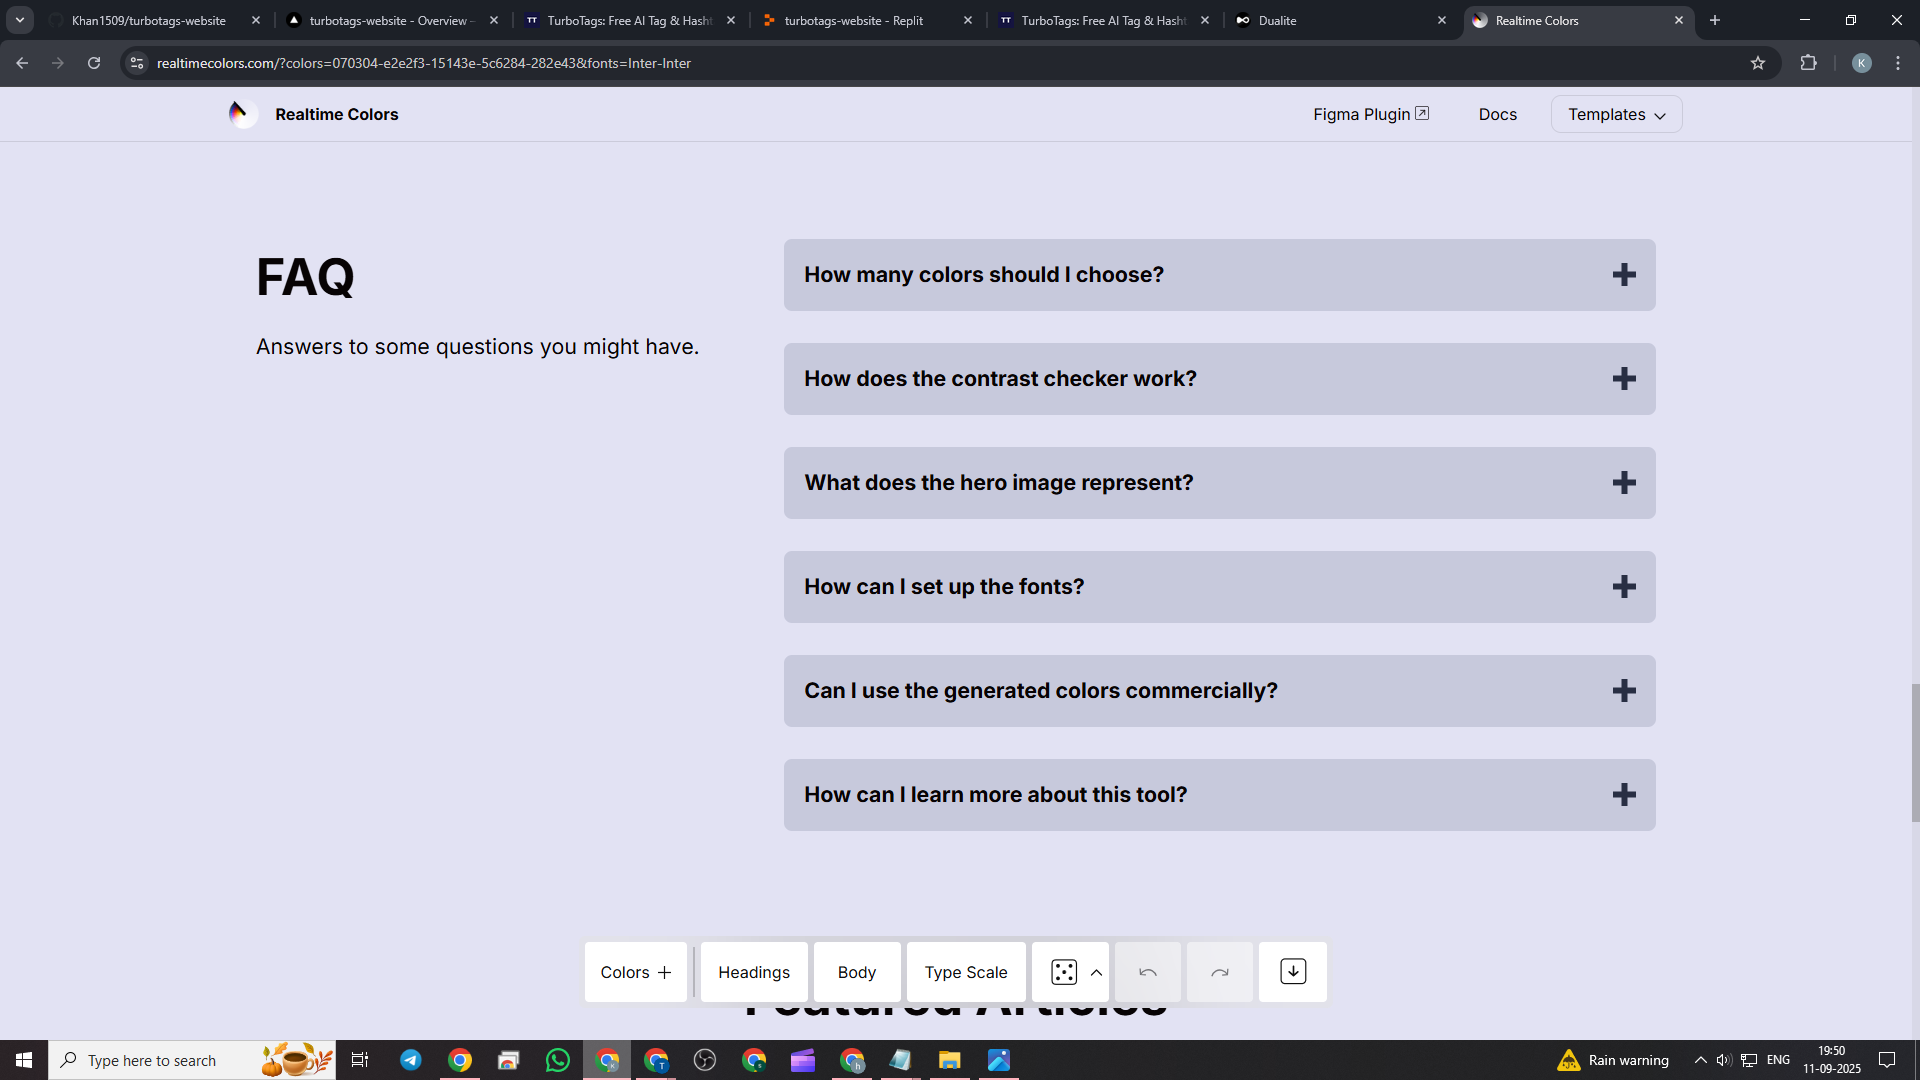 Khan1509/turbotags-website
turbotags-website - Overview -
TT TurboTags: Free AI Tag & Hasht
turbotags-website - Replit
TT TurboTags: Free AI Tag & Hasht
Dualite
Realtime Colors
realtimecolors.com/?colors=070304-e2e2f3-15143e-5c6284-282e43&fonts=Inter-Inter
K
Realtime Colors
Figma Plugin
Docs
Templates
FAQ
Answers to some questions you might have.
How many colors should I choose?
How does the contrast checker work?
What does the hero image represent?
How can I set up the fonts?
Can I use the generated colors commercially?
How can I learn more about this tool?
Colors
Headings
Body
Type Scale
Featured Articles
Type here to search
Rain warning
ENG
19:50
11-09-2025